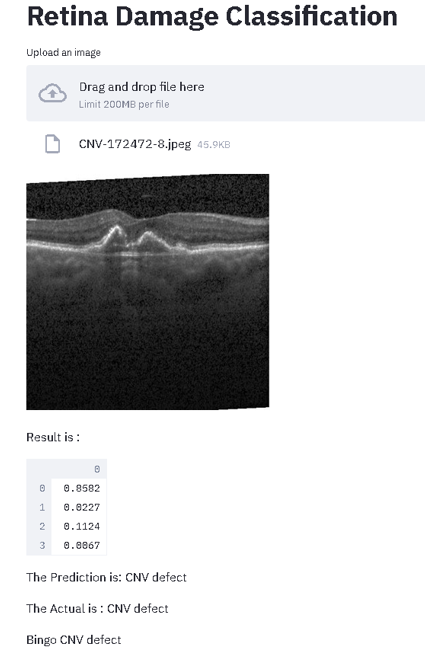 Retina Damage Classification
Upload an image
Drag and drop file here
Limit 200MB per file
CNV-172472-8.jpeg 45.9KB
Result is :
0
0 0.8582
1 0.0227
2 0.1124
3 0.0067
The Prediction is: CNV defect
The Actual is : CNV defect
Bingo CNV defect